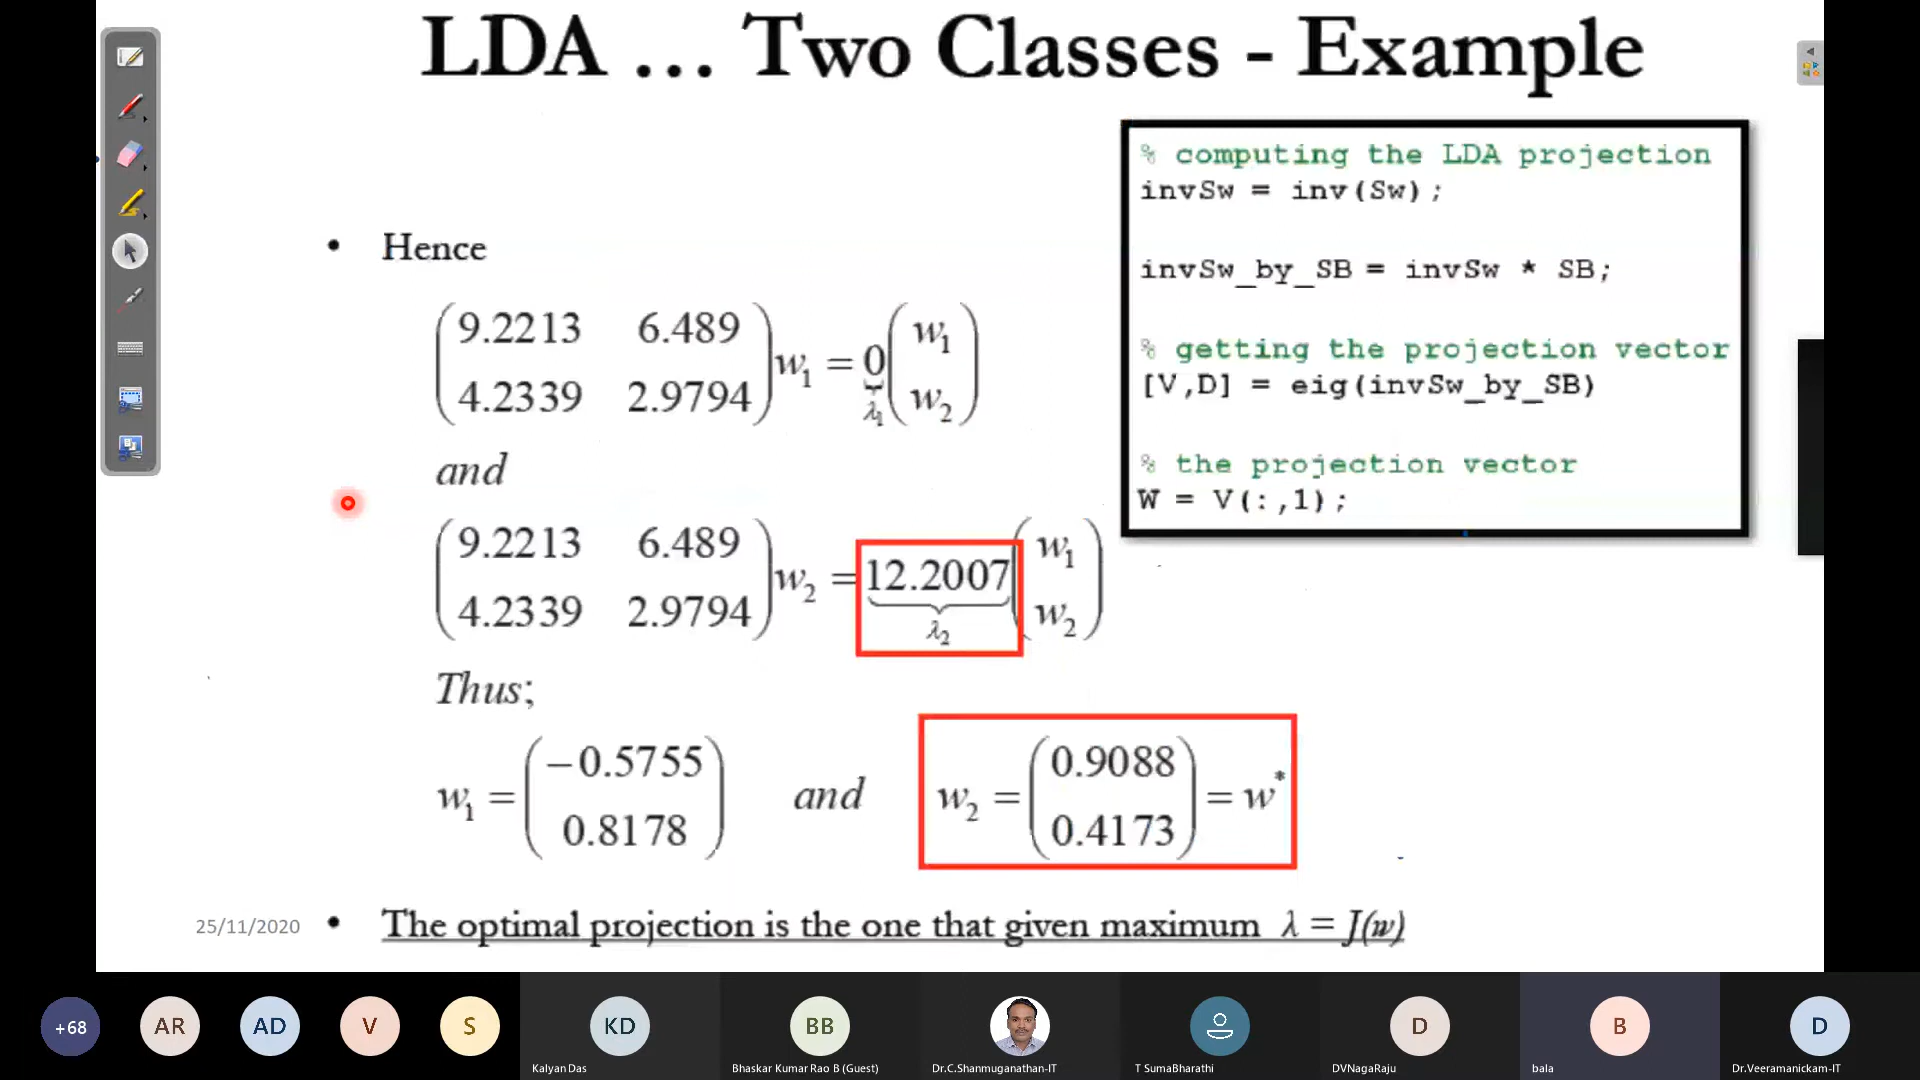 LDA … Two Classes - Example
• Hence
(9.2213 6.489
4.2339 2.9794) w₁ = 0 (w₁
w₂)
λ₁
and
(9.2213 6.489
4.2339 2.9794) w₂ = 12.2007 (w₁
w₂)
λ₂
Thus;
w₁ = (−0.5755
0.8178) and w₂ = (0.9088
0.4173) = w*
• The optimal projection is the one that given maximum λ = J(w)
25/11/2020
% computing the LDA projection
invSw = inv(Sw);
invSw_by_SB = invSw * SB;
% getting the projection vector
[V,D] = eig(invSw_by_SB)
% the projection vector
W = V(:,1);
+68
AR
AD
V
S
KD
Kalyan Das
BB
Bhaskar Kumar Rao B (Guest)
Dr.C.Shanmuganathan-IT
T SumaBharathi
D
DVNagaRaju
B
bala
D
Dr.Veeramanickam-IT